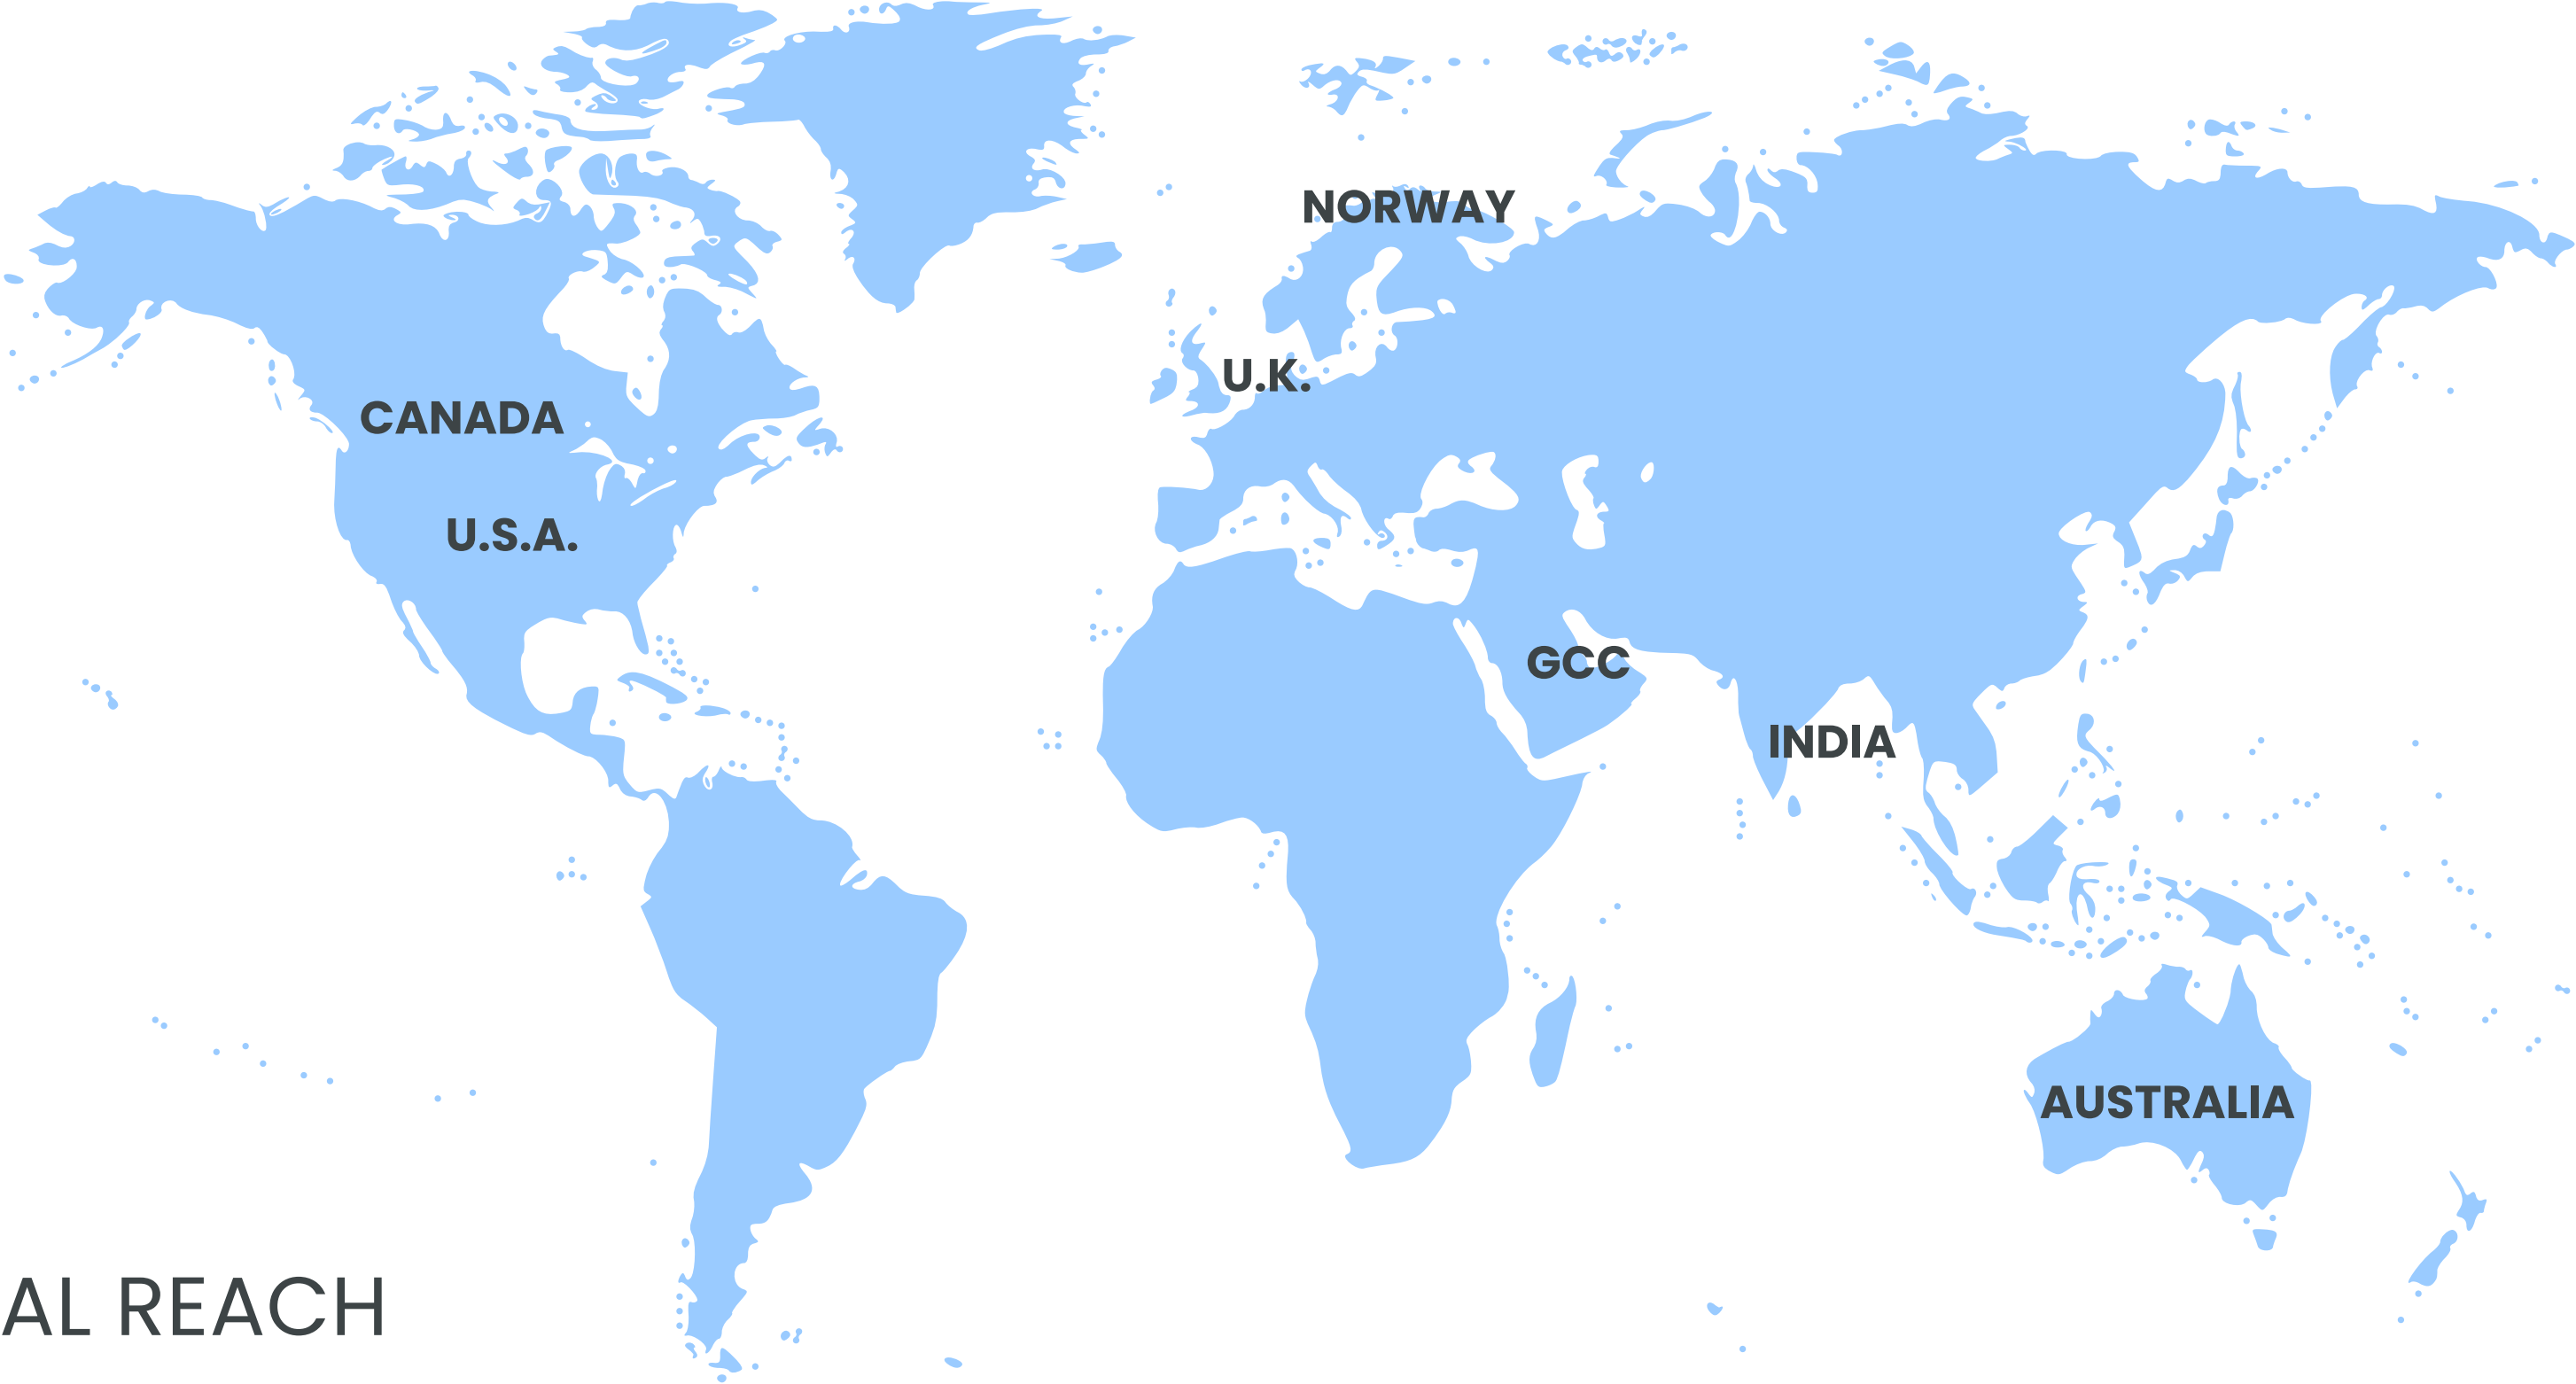 NORWAY
U.K.
CANADA
U.S.A.
GCC
INDIA
AUSTRALIA
AL REACH